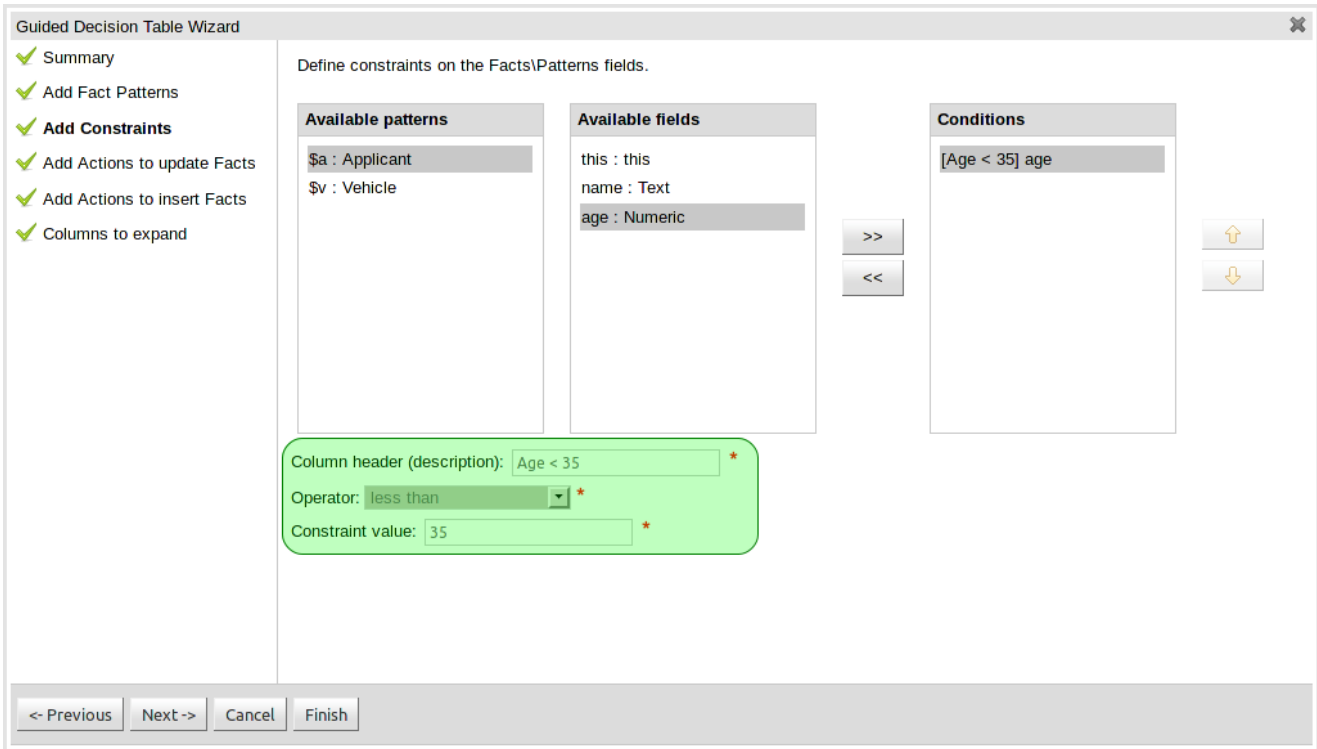 Guided Decision Table Wizard
Summary
Add Fact Patterns
Add Constraints
Add Actions to update Facts
Add Actions to insert Facts
Columns to expand
Define constraints on the Facts\Patterns fields.
Available patterns
$a : Applicant
$v : Vehicle
Available fields
this : this
name : Text
age : Numeric
>>
<<
Conditions
[Age < 35] age
Column header (description): Age < 35 *
Operator: less than *
Constraint value: 35 *
<- Previous Next -> Cancel Finish